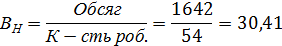 В_Н = Обсяг / К − сть роб. = 1642 / 54 = 30,41